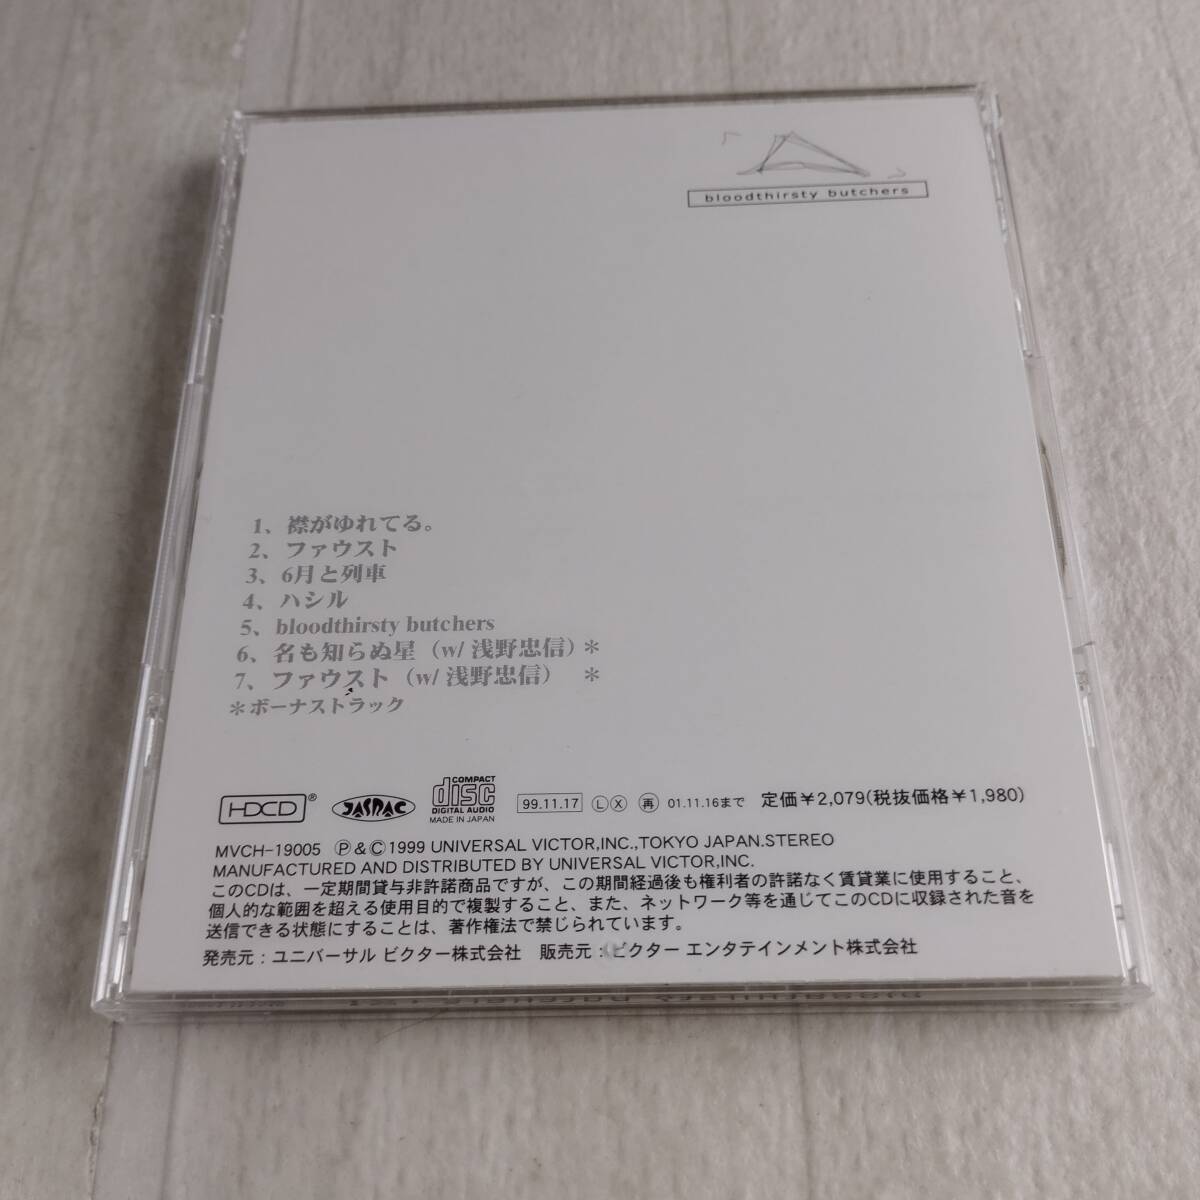 「 」
bloodthirsty butchers
1、襟がゆれてる。
2、ファウスト
3、6月と列車
4、ハシル
5、bloodthirsty butchers
6、名も知らぬ星（w/ 浅野忠信）＊
7、ファウスト（w/ 浅野忠信） ＊
＊ボーナストラック
HDCD® JASRAC COMPACT disc DIGITAL AUDIO MADE IN JAPAN 99.11.17 Ⓛ Ⓧ ㊞再 01.11.16まで 定価￥2,079(税抜価格￥1,980)
MVCH-19005 Ⓟ&Ⓒ1999 UNIVERSAL VICTOR,INC.,TOKYO JAPAN.STEREO
MANUFACTURED AND DISTRIBUTED BY UNIVERSAL VICTOR,INC.
このCDは、一定期間貸与非許諾商品ですが、この期間経過後も権利者の許諾なく賃貸業に使用すること、
個人的な範囲を超える使用目的で複製すること、また、ネットワーク等を通じてこのCDに収録された音を
送信できる状態にすることは、著作権法で禁じられています。
発売元：ユニバーサル ビクター株式会社 販売元：ビクター エンタテインメント株式会社